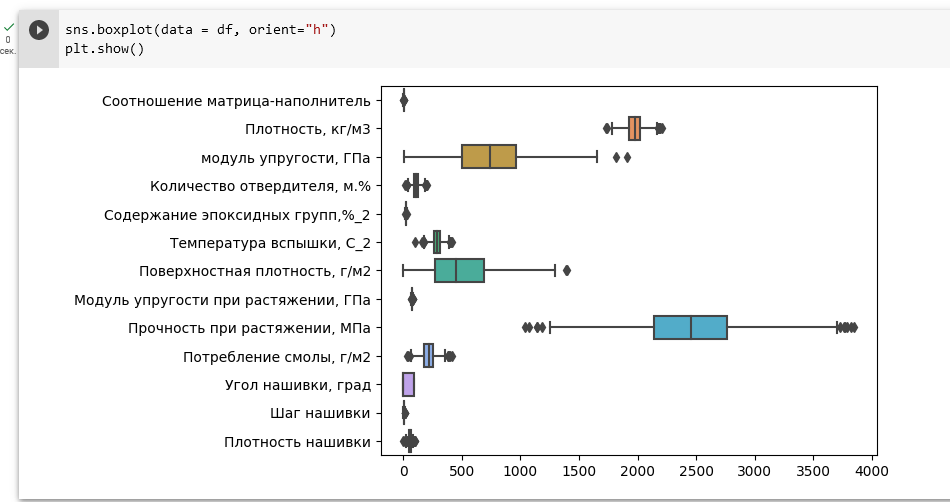 sns.boxplot(data = df, orient="h")
plt.show()
0
сек.
Соотношение матрица-наполнитель
Плотность, кг/м3
модуль упругости, ГПа
Количество отвердителя, м.%
Содержание эпоксидных групп,%_2
Температура вспышки, С_2
Поверхностная плотность, г/м2
Модуль упругости при растяжении, ГПа
Прочность при растяжении, МПа
Потребление смолы, г/м2
Угол нашивки, град
Шаг нашивки
Плотность нашивки
0 500 1000 1500 2000 2500 3000 3500 4000